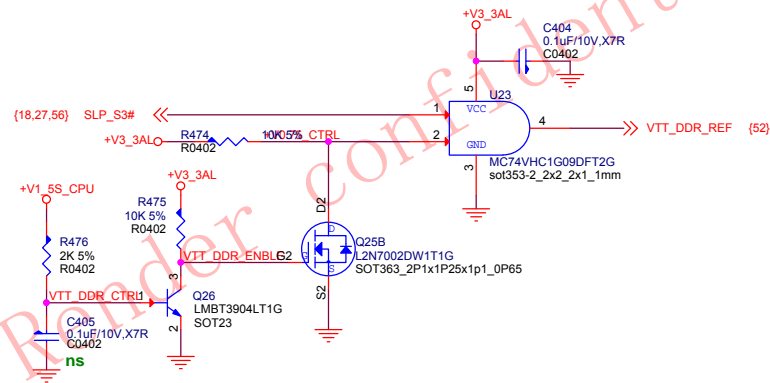 +V3_3AL
C404
0.1uF/10V,X7R
C0402
5
U23
VCC
{18,27,56} SLP_S3#
1
4
VTT_DDR_REF {52}
+V3_3AL
R474
10K 5%
R0402
2
GND
MC74VHC1G09DFT2G
sot353-2_2x2_2x1_1mm
3
+V3_3AL
+V1_5S_CPU
R475
10K 5%
R0402
D2
R476
2K 5%
R0402
D
Q25B
VTT_DDR_ENBL
G2
G
L2N7002DW1T1G
S
SOT363_2P1x1P25x1p1_0P65
3
VTT_DDR_CTRL
1
Q26
LMBT3904LT1G
SOT23
S2
2
C405
0.1uF/10V,X7R
C0402
ns
Render confident